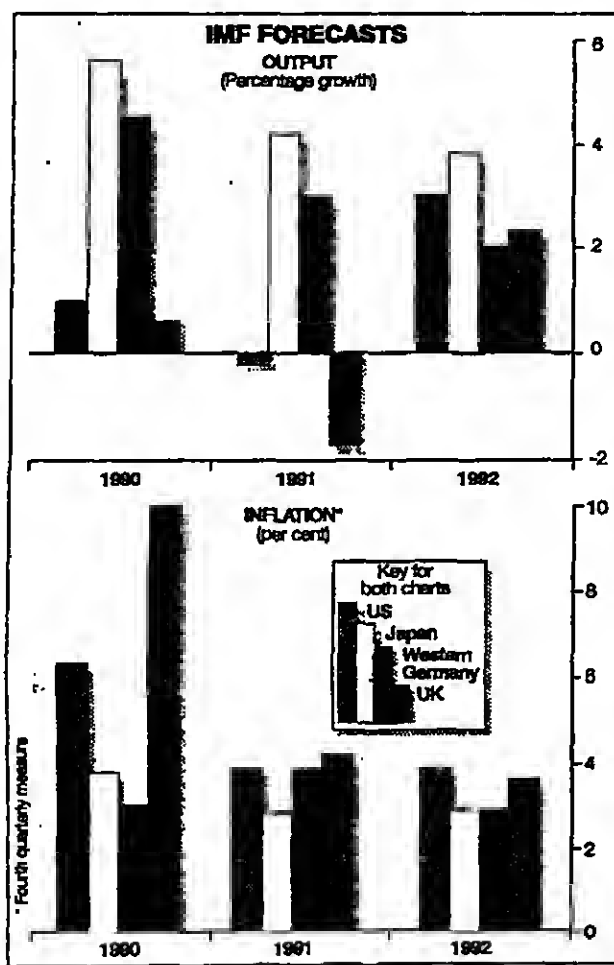 IMF FORECASTS
OUTPUT
(Percentage growth)
6
4
2
0
-2
1990
1991
1992
INFLATION*
(per cent)
10
8
6
4
2
0
Key for
both charts
US
Japan
Western
Germany
UK
* Fourth quarterly measure
1990
1991
1992